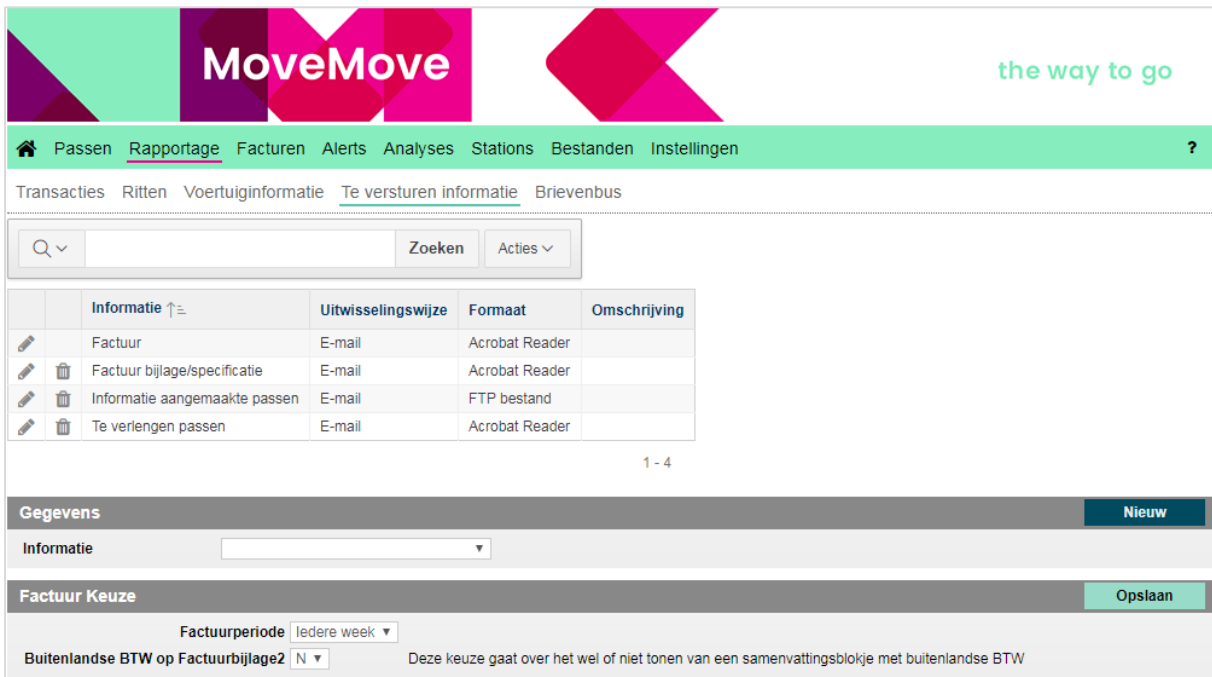 MoveMove
the way to go
Passen Rapportage Facturen Alerts Analyses Stations Bestanden Instellingen ?
Transacties Ritten Voertuiginformatie Te versturen informatie Brievenbus
Zoeken Acties
Informatie Uitwisselingswijze Formaat Omschrijving
Factuur E-mail Acrobat Reader
Factuur bijlage/specificatie E-mail Acrobat Reader
Informatie aangemaakte passen E-mail FTP bestand
Te verlengen passen E-mail Acrobat Reader
1 - 4
Gegevens Nieuw
Informatie
Factuur Keuze Opslaan
Factuurperiode Iedere week
Buitenlandse BTW op Factuurbijlage2 N Deze keuze gaat over het wel of niet tonen van een samenvattingsblokje met buitenlandse BTW